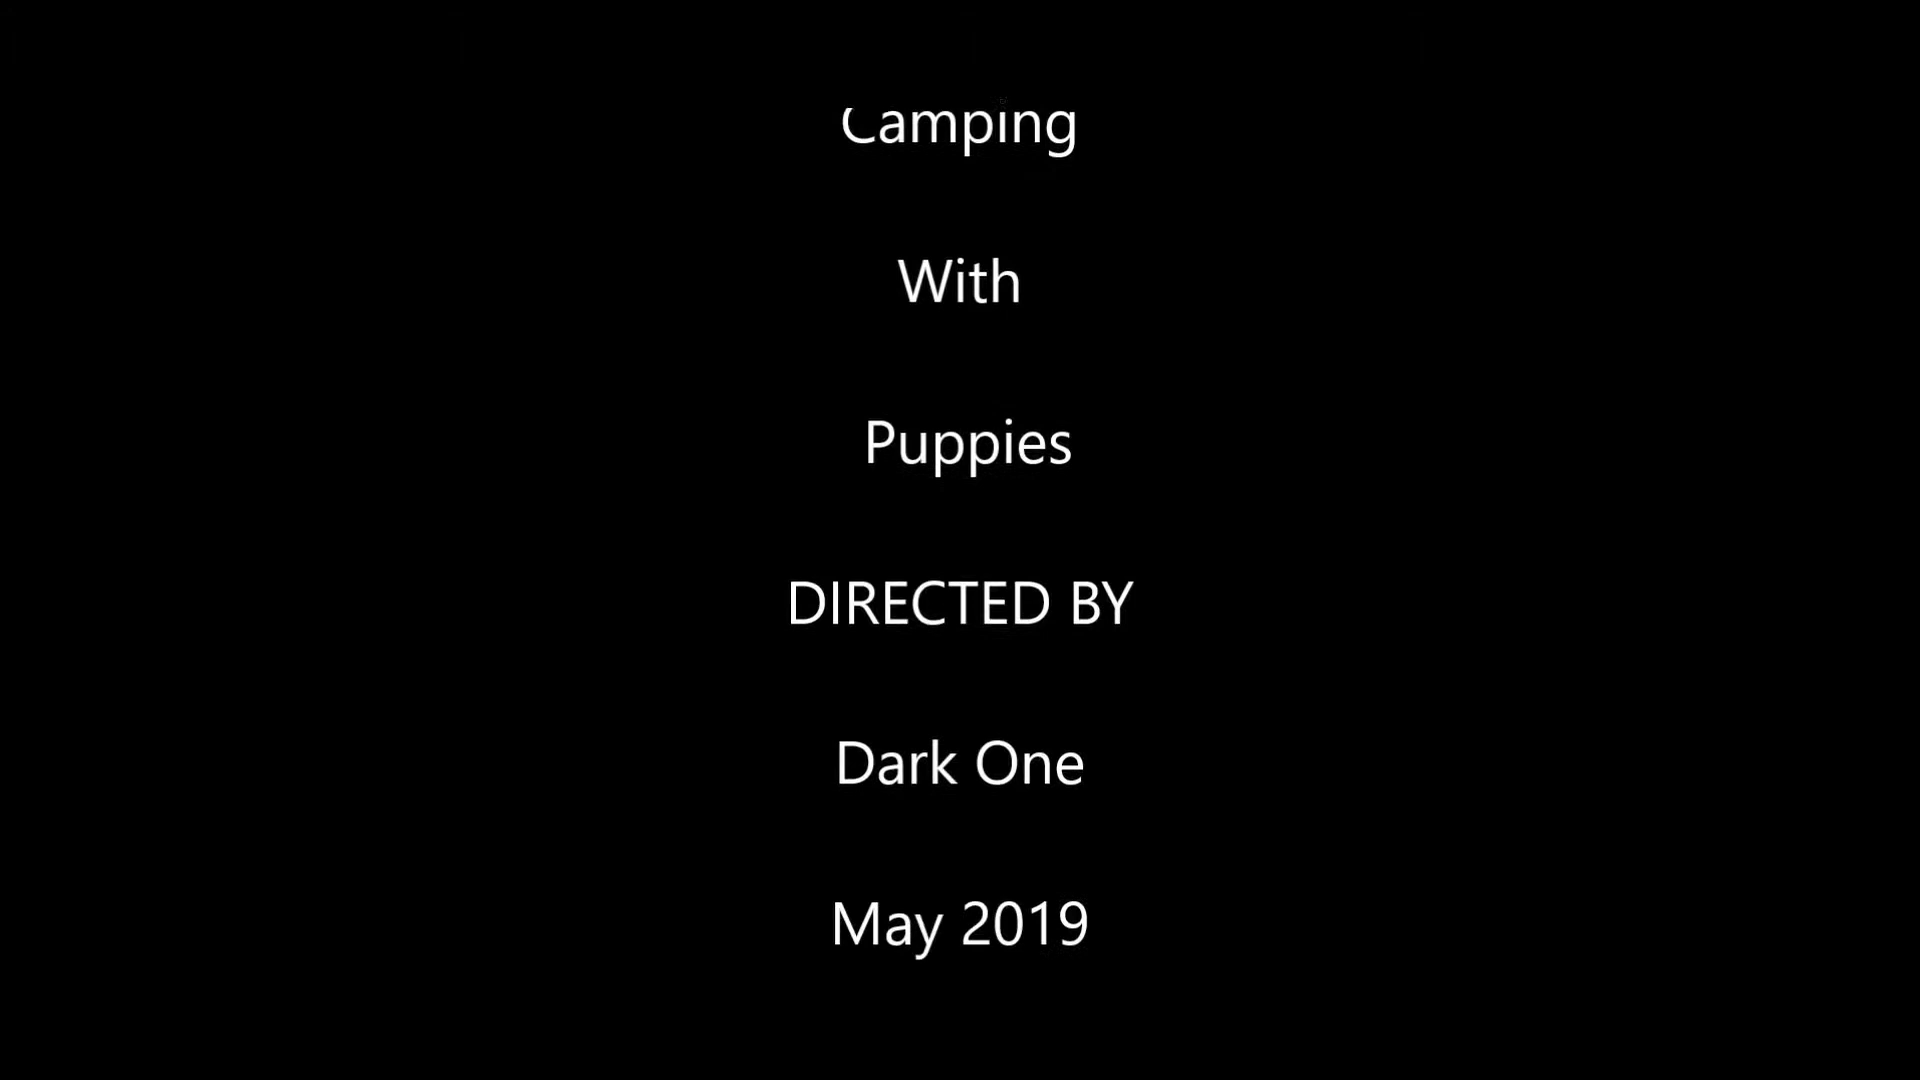 Camping
With
Puppies
DIRECTED BY
Dark One
May 2019